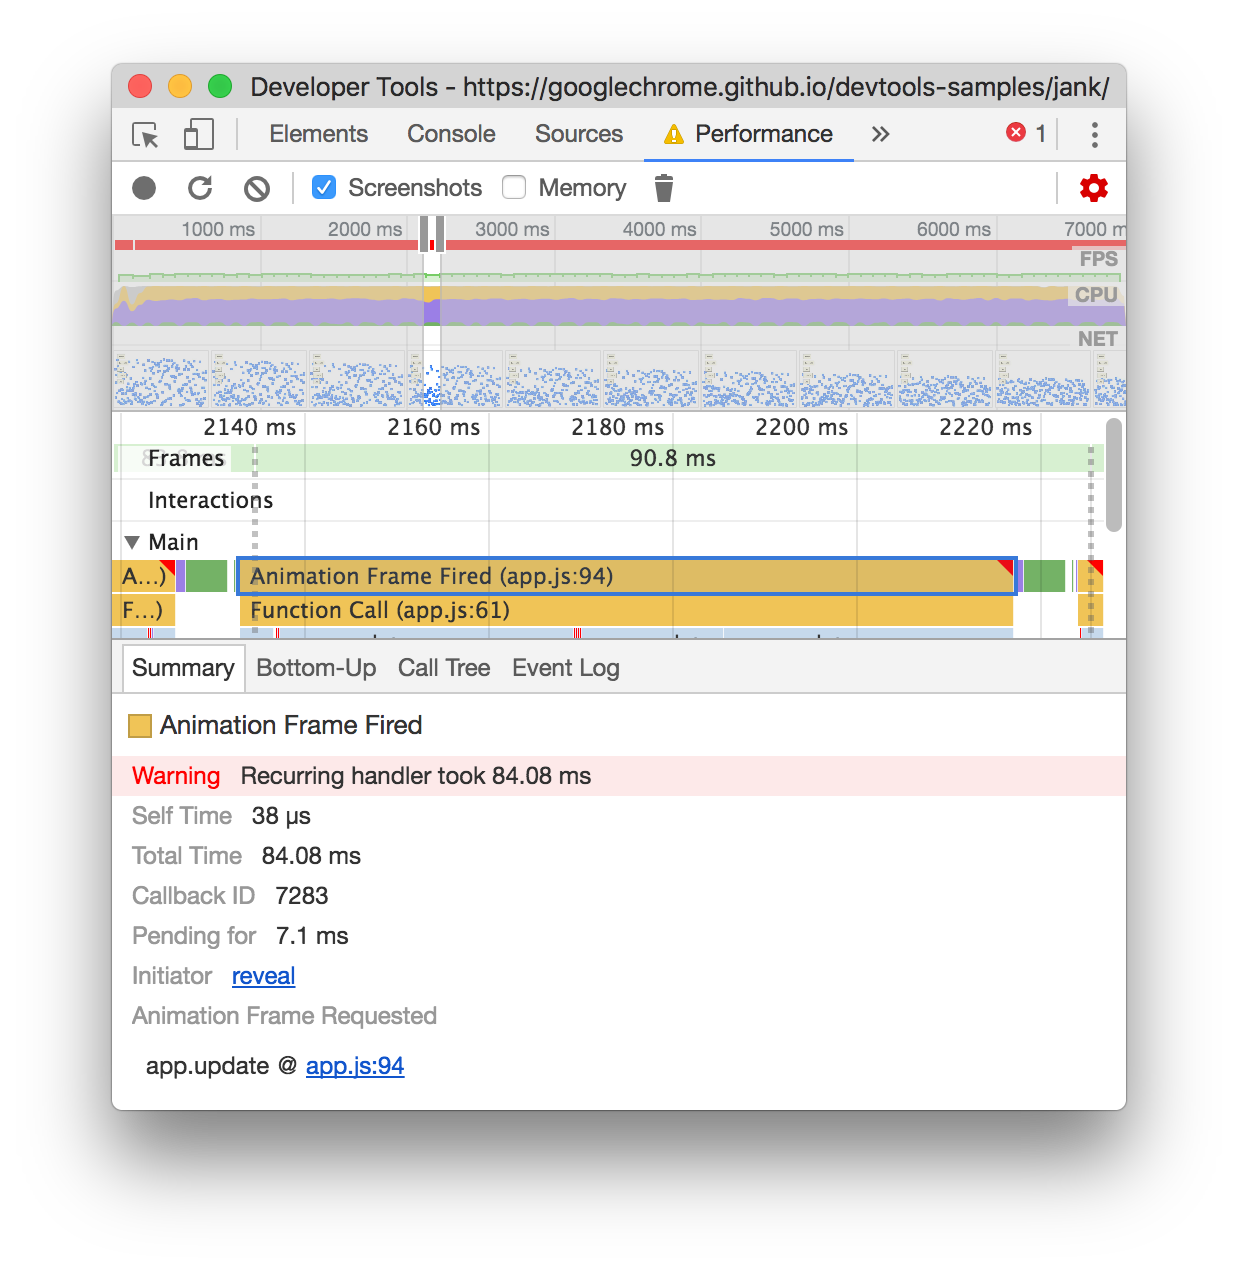 Developer Tools - https://googlechrome.github.io/devtools-samples/jank/
Elements Console Sources Performance » 1
Screenshots Memory
1000 ms 2000 ms 3000 ms 4000 ms 5000 ms 6000 ms 7000 m
FPS
CPU
NET
2140 ms 2160 ms 2180 ms 2200 ms 2220 ms
Frames 90.8 ms
Interactions
Main
A...) Animation Frame Fired (app.js:94)
F...) Function Call (app.js:61)
Summary Bottom-Up Call Tree Event Log
Animation Frame Fired
Warning Recurring handler took 84.08 ms
Self Time 38 µs
Total Time 84.08 ms
Callback ID 7283
Pending for 7.1 ms
Initiator reveal
Animation Frame Requested
app.update @ app.js:94